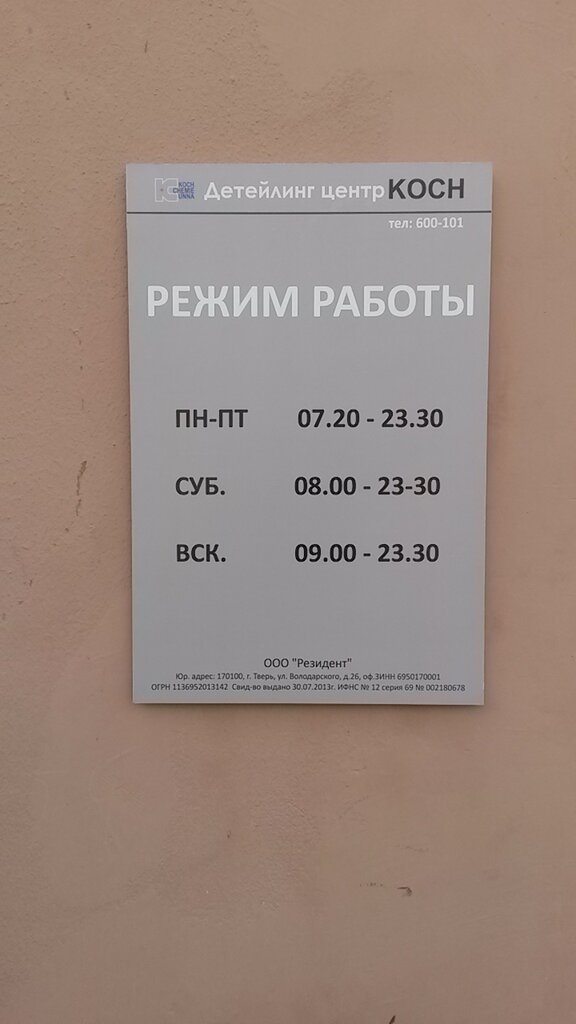 KOCH
CHEMIE
UNNA
Детейлинг центр KOCH
тел: 600-101
РЕЖИМ РАБОТЫ
ПН-ПТ 07.20 - 23.30
СУБ. 08.00 - 23-30
ВСК. 09.00 - 23.30
ООО "Резидент"
Юр. адрес: 170100, г. Тверь, ул. Володарского, д.26, оф.3ИНН 6950170001
ОГРН 1136952013142 Свид-во выдано 30.07.2013г. ИФНС № 12 серия 69 № 002180678